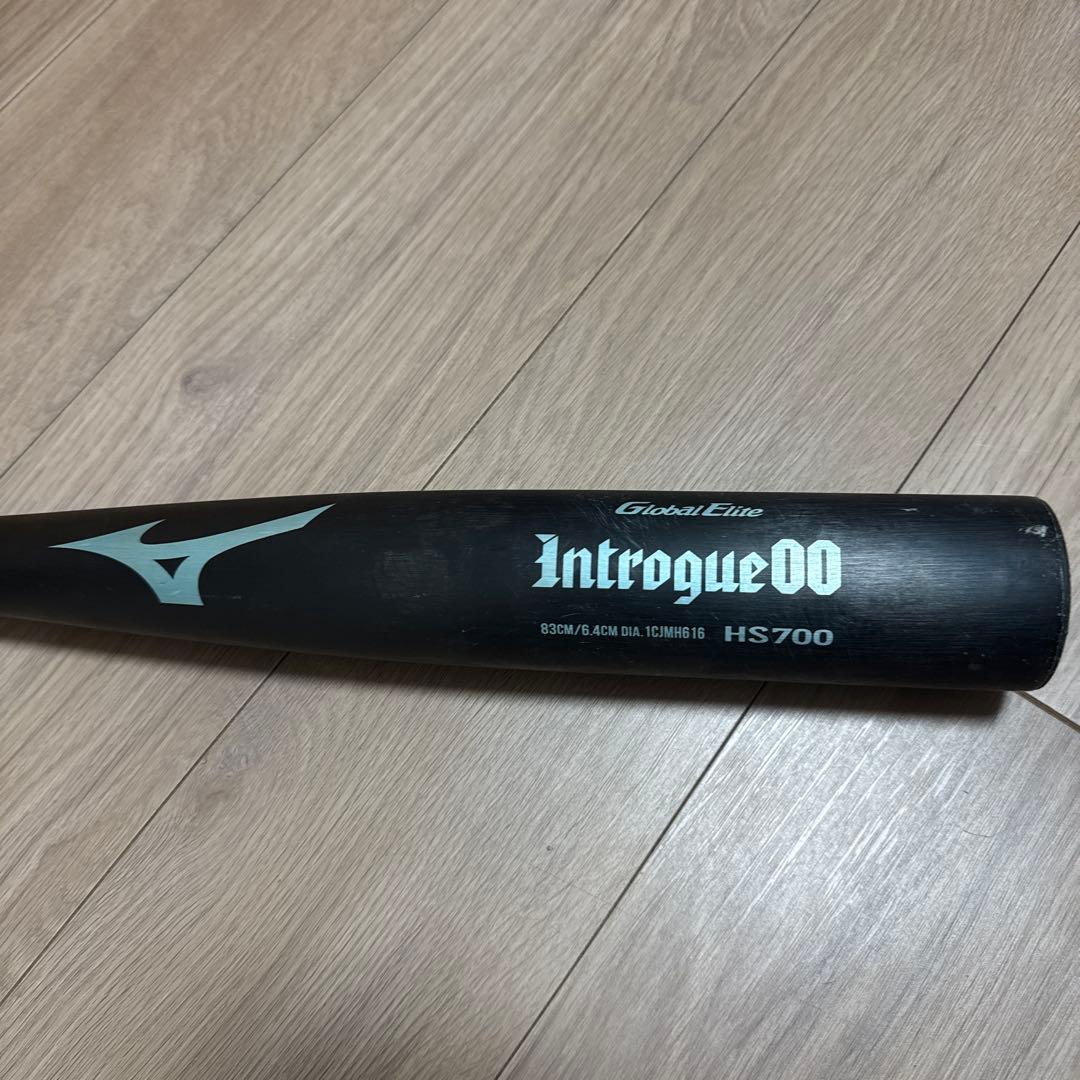 Global Elite
Introgue00
83CM/6.4CM DIA. 1CJMH616 HS700